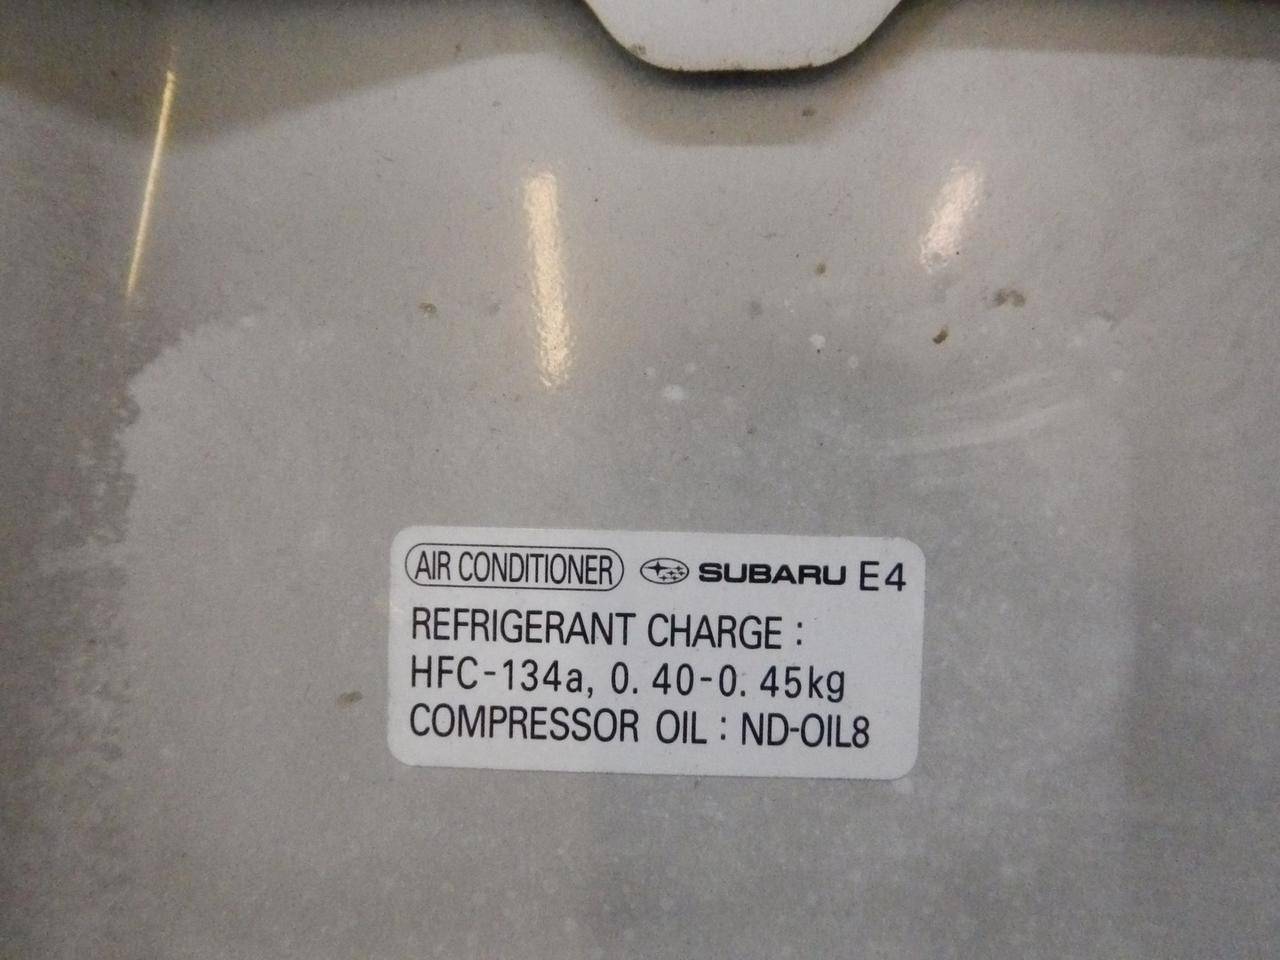 AIR CONDITIONER SUBARU E4
REFRIGERANT CHARGE :
HFC-134a, 0. 40-0. 45kg
COMPRESSOR OIL : ND-OIL8